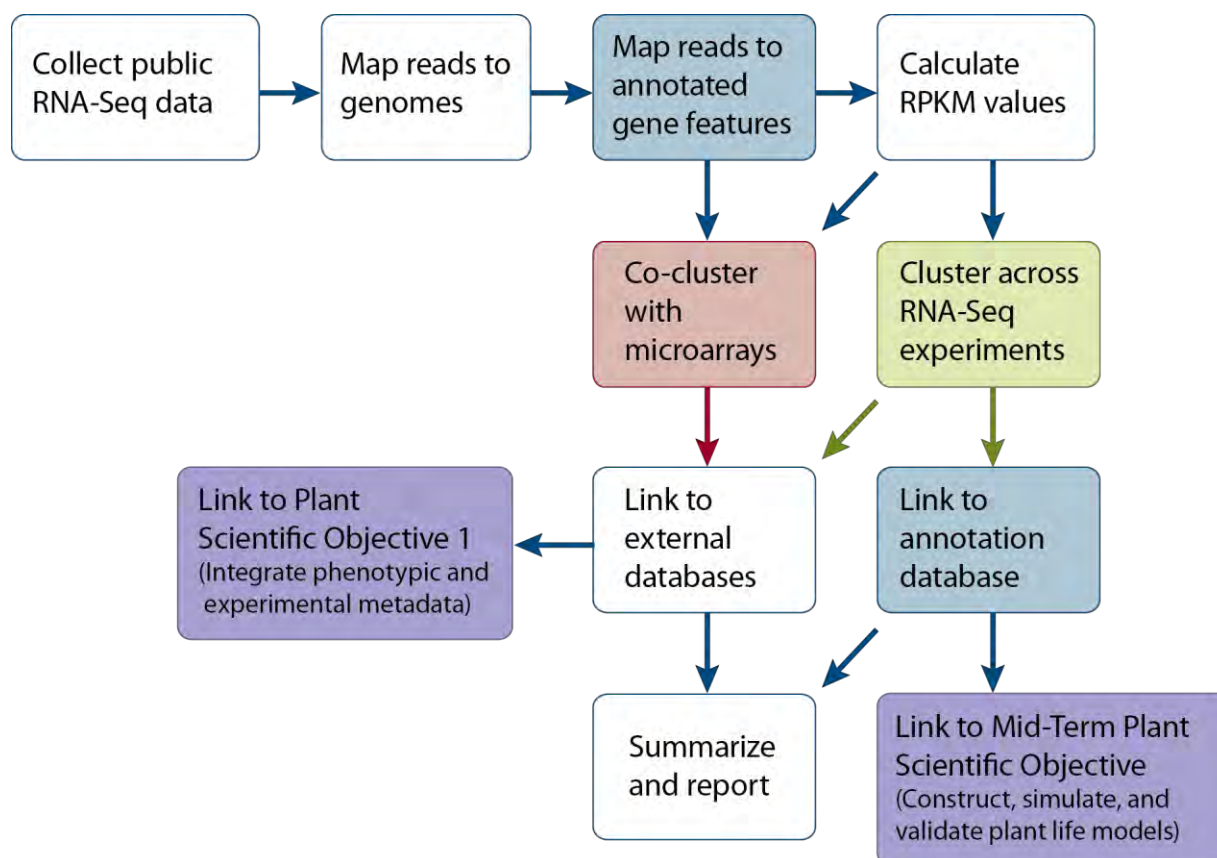 Collect public
RNA-Seq data
Map reads to
genomes
Map reads to
annotated
gene features
Calculate
RPKM values
Co-cluster
with
microarrays
Cluster across
RNA-Seq
experiments
Link to Plant
Scientific Objective 1
(Integrate phenotypic and
experimental metadata)
Link to
external
databases
Link to
annotation
database
Summarize
and report
Link to Mid-Term Plant
Scientific Objective
(Construct, simulate, and
validate plant life models)